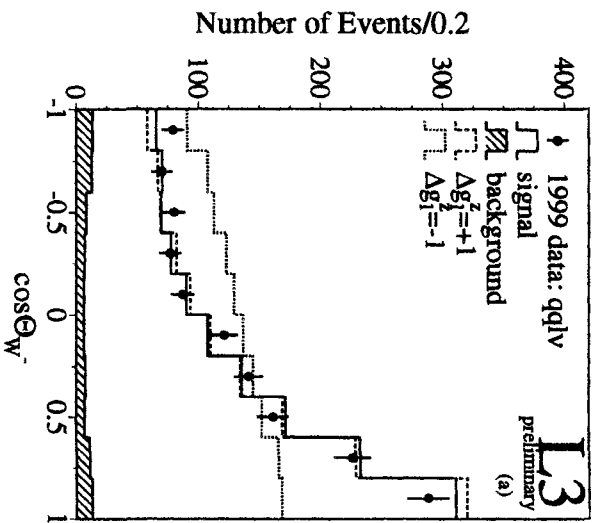 Number of Events/0.2
400
300
200
100
0
1999 data: qqlv
signal
background
Δg₁ᶻ=+1
Δg₁ᶻ=-1
L3
preliminary
(a)
-1
-0.5
0
0.5
1
cosΘw⁻